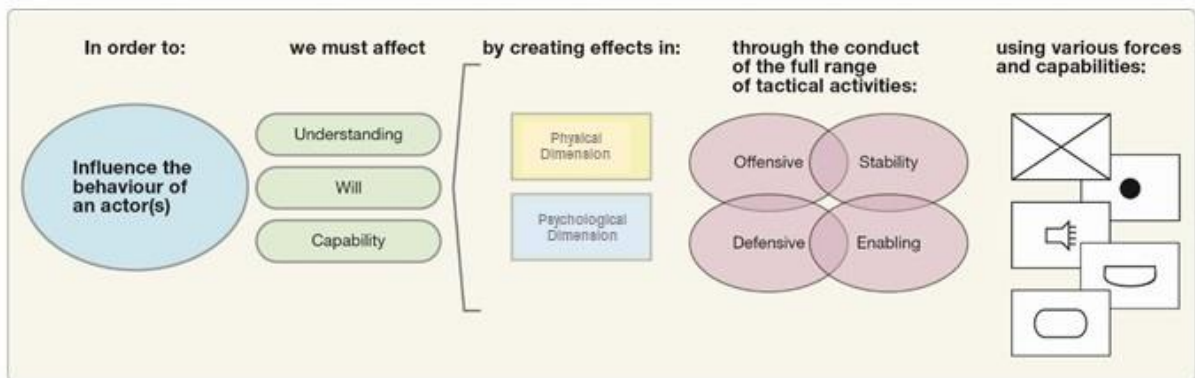 In order to:
we must affect
by creating effects in:
through the conduct
of the full range
of tactical activities:
using various forces
and capabilities:
Influence the
behaviour of
an actor(s)
Understanding
Will
Capability
Physical
Dimension
Psychological
Dimension
Offensive
Stability
Defensive
Enabling